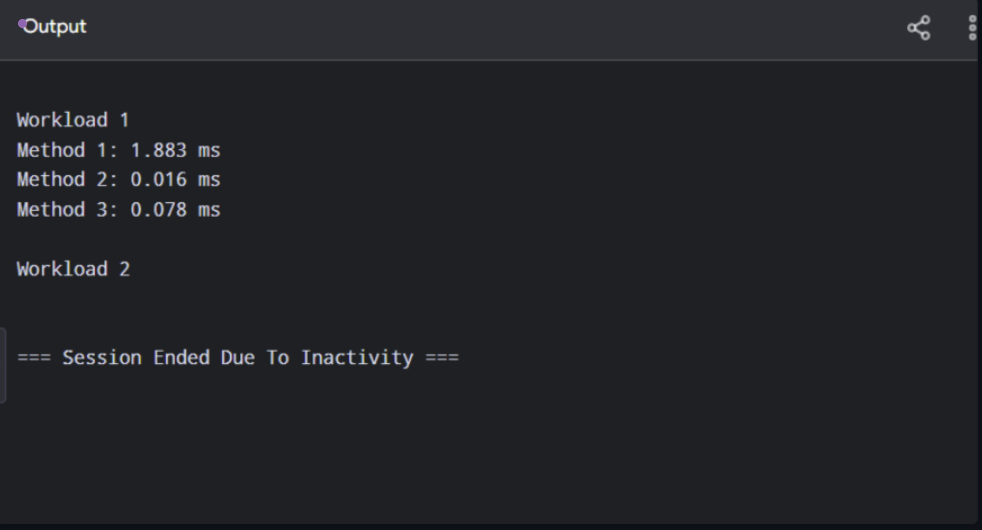 Output
Workload 1
Method 1: 1.883 ms
Method 2: 0.016 ms
Method 3: 0.078 ms
Workload 2
=== Session Ended Due To Inactivity ===